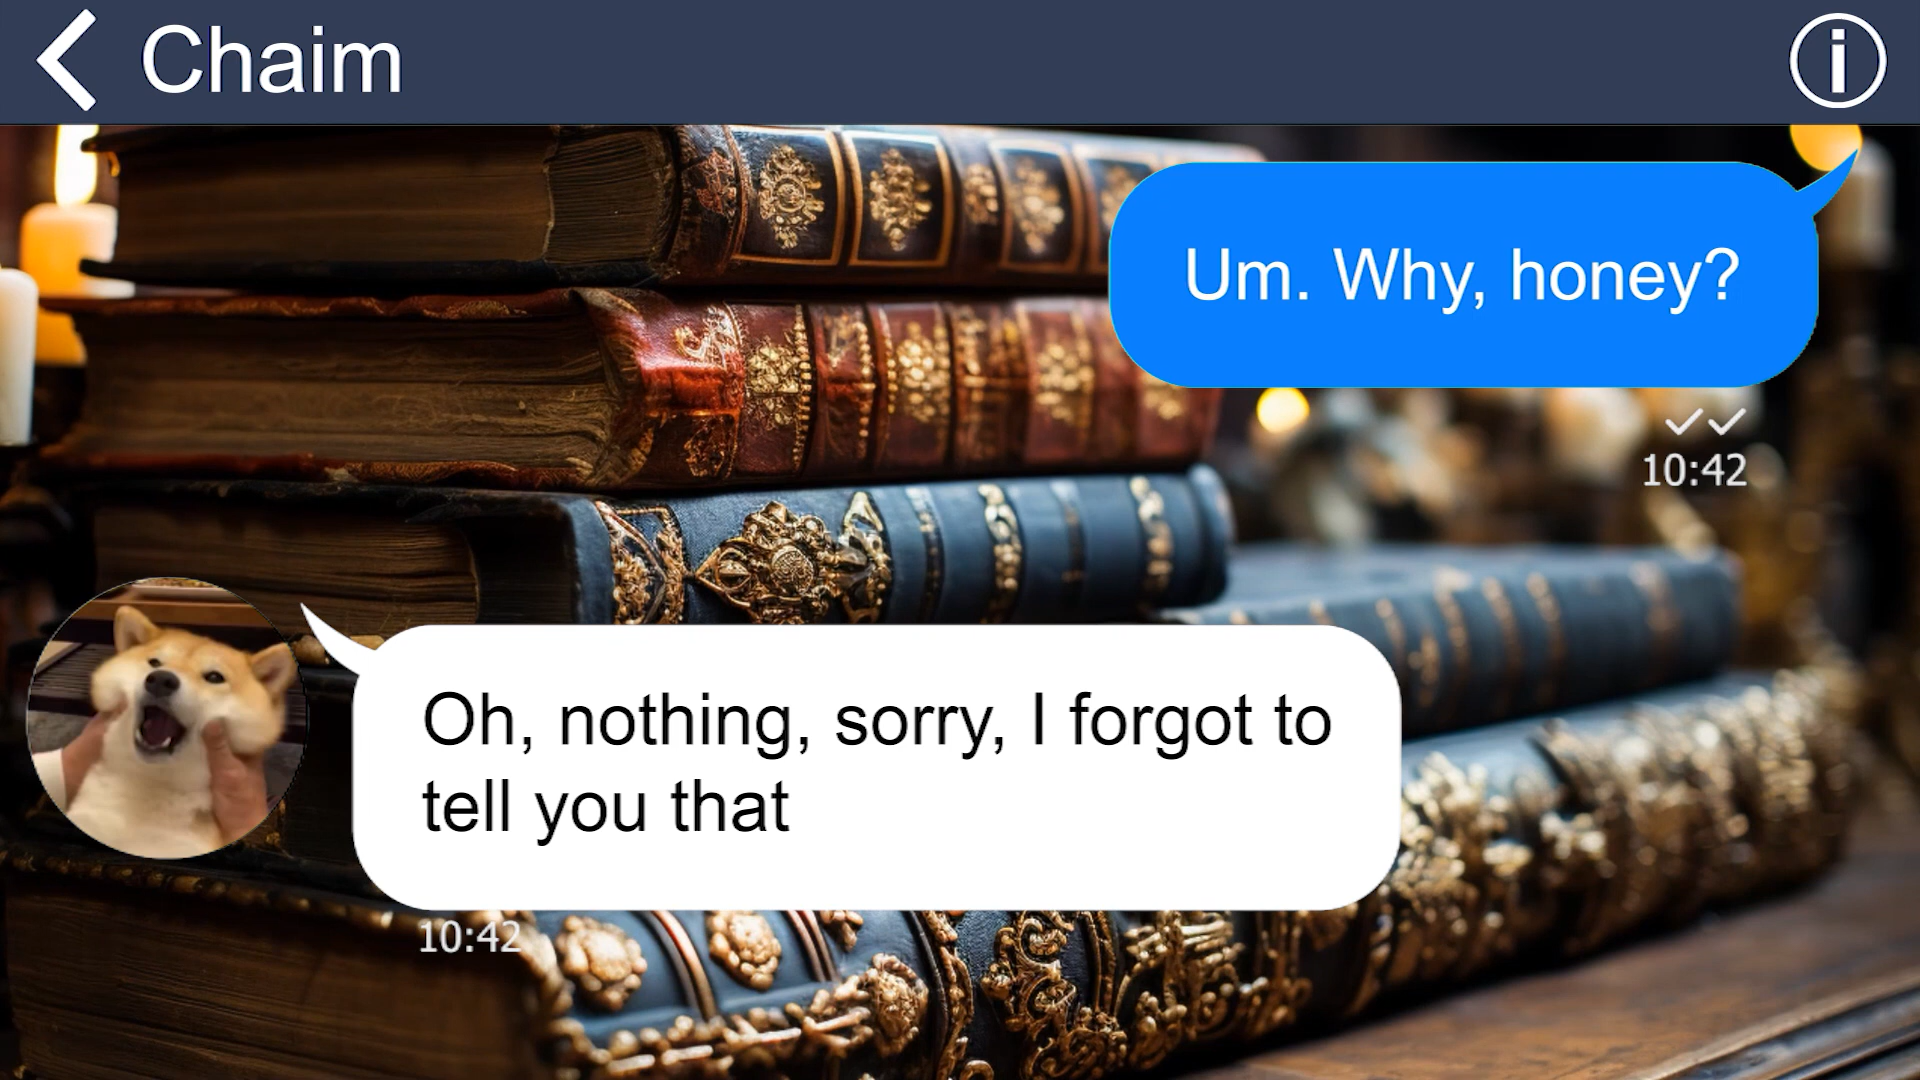 Chaim
Um. Why, honey?
10:42
Oh, nothing, sorry, I forgot to
tell you that
10:42